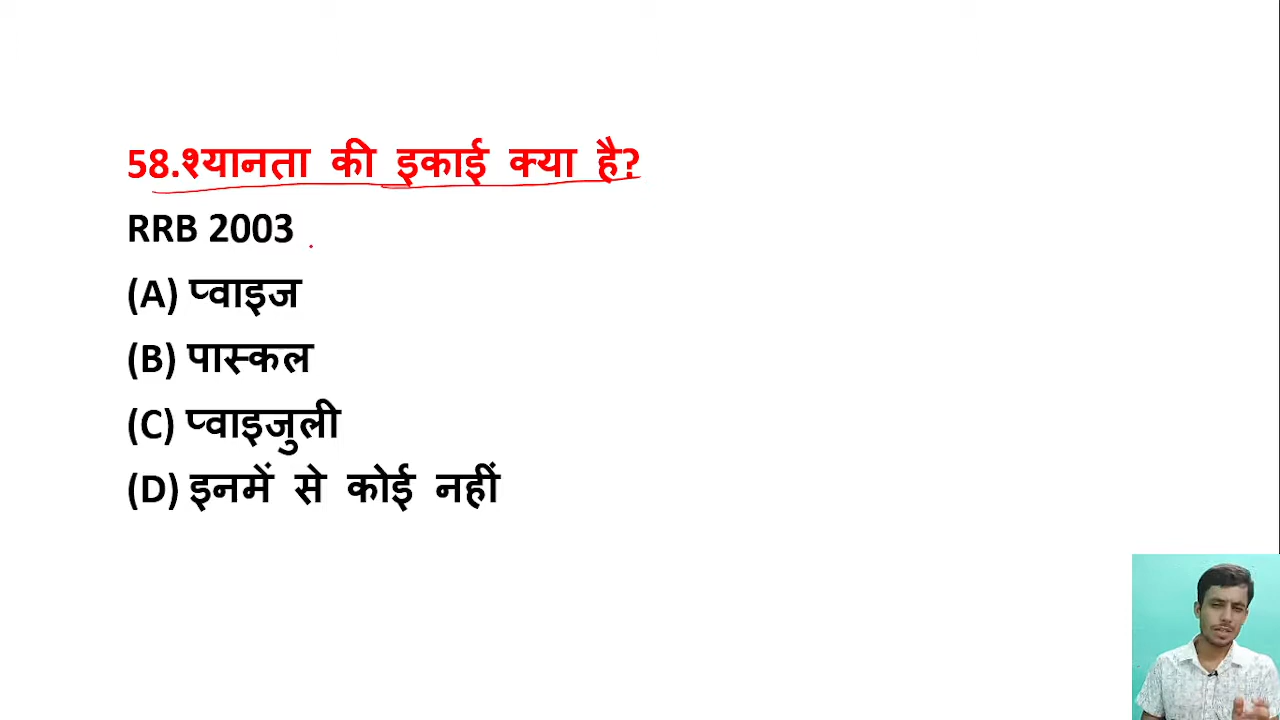 58.श्यानता की इकाई क्या है?
RRB 2003
(A) प्वाइज
(B) पास्कल
(C) प्वाइजुली
(D) इनमें से कोई नहीं